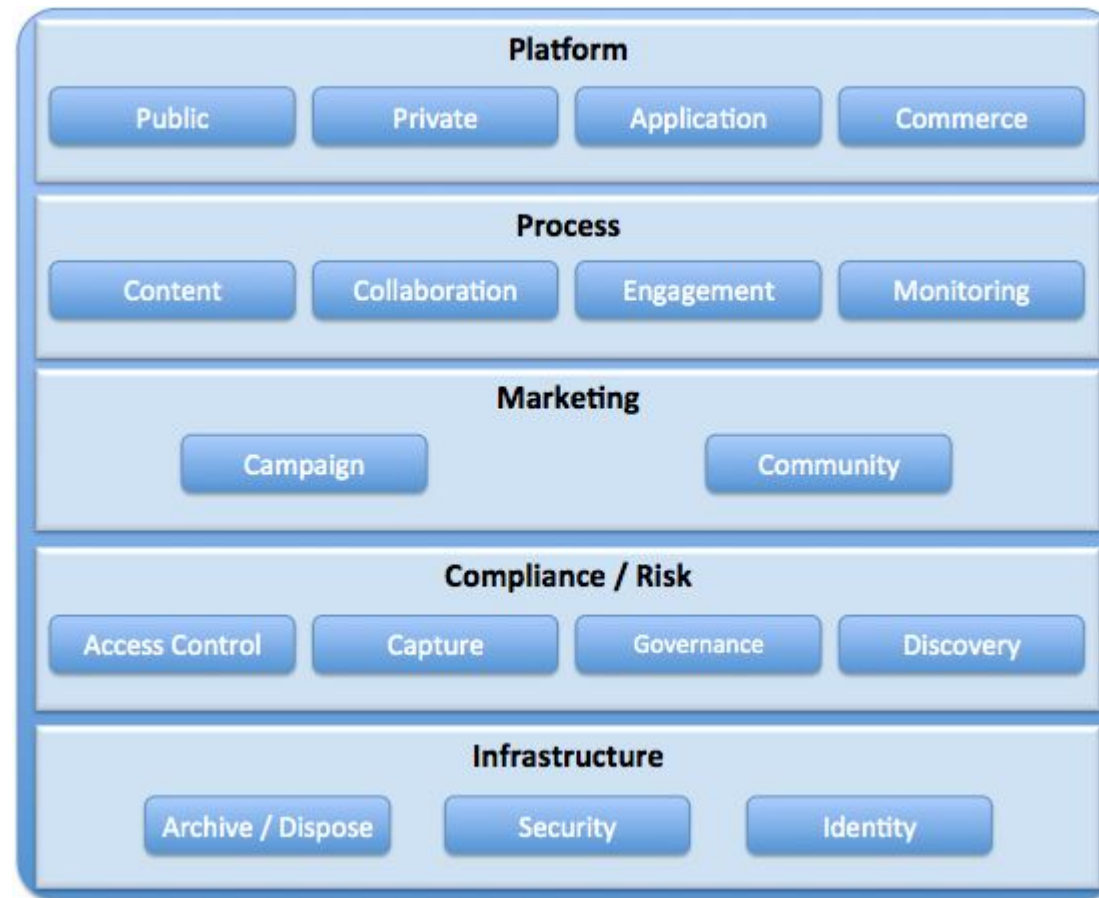 Platform
Public Private Application Commerce
Process
Content Collaboration Engagement Monitoring
Marketing
Campaign Community
Compliance / Risk
Access Control Capture Governance Discovery
Infrastructure
Archive / Dispose Security Identity